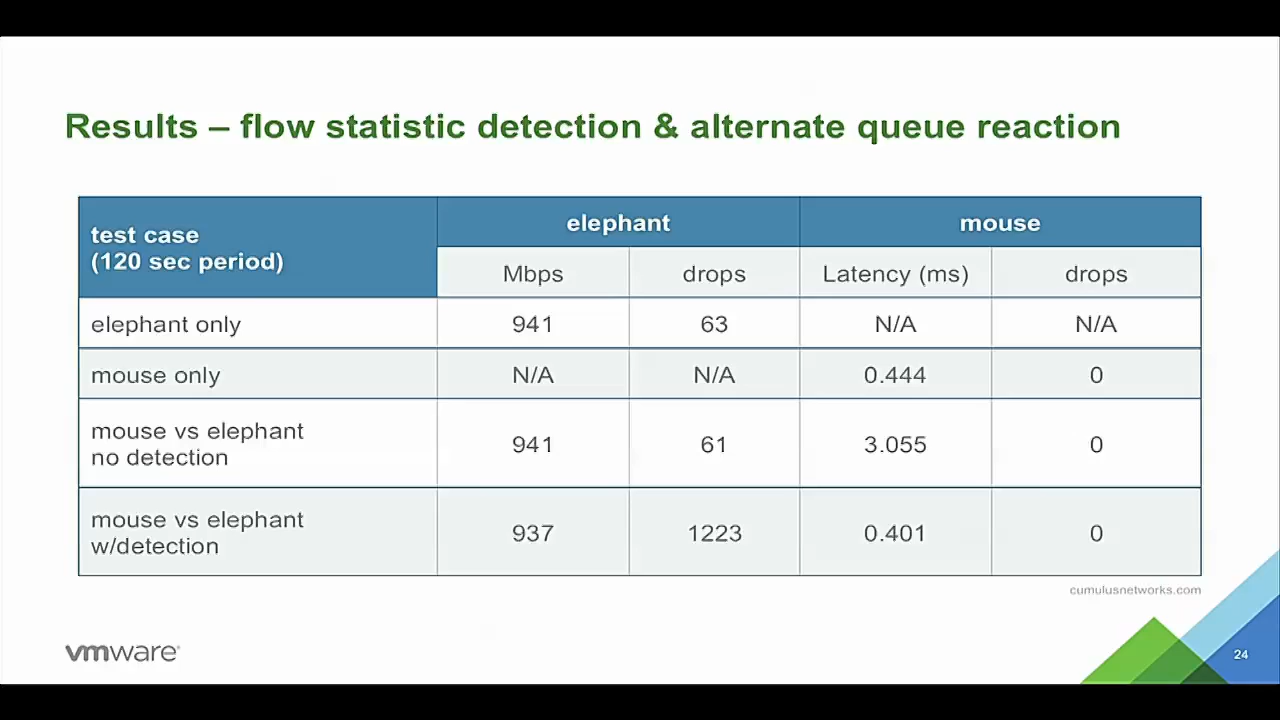 Results – flow statistic detection & alternate queue reaction
test case
(120 sec period)
elephant
mouse
Mbps
drops
Latency (ms)
drops
elephant only
941
63
N/A
N/A
mouse only
N/A
N/A
0.444
0
mouse vs elephant
no detection
941
61
3.055
0
mouse vs elephant
w/detection
937
1223
0.401
0
cumulusnetworks.com
vmware
24